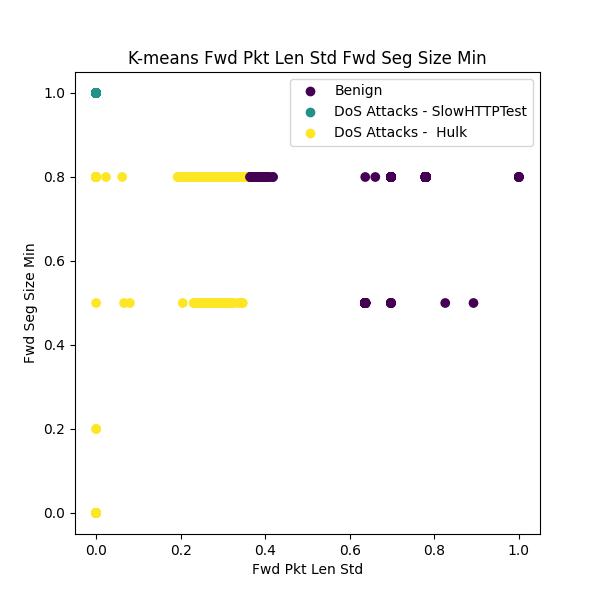 K-means Fwd Pkt Len Std Fwd Seg Size Min
Benign
DoS Attacks - SlowHTTPTest
DoS Attacks -  Hulk
Fwd Seg Size Min
1.0
0.8
0.6
0.4
0.2
0.0
0.0 0.2 0.4 0.6 0.8 1.0
Fwd Pkt Len Std